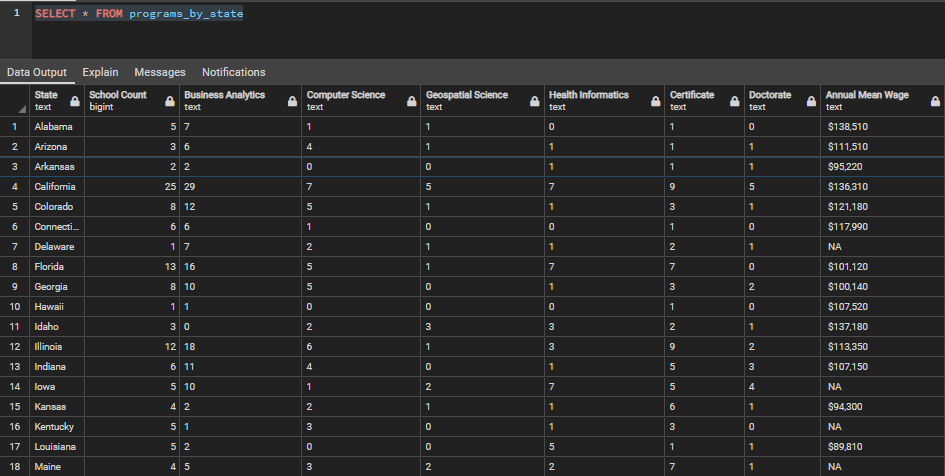 1 SELECT * FROM programs_by_state
Data Output Explain Messages Notifications
State text School Count bigint Business Analytics text Computer Science text Geospatial Science text Health Informatics text Certificate text Doctorate text Annual Mean Wage text
1 Alabama 5 7 1 1 0 1 0 $138,510
2 Arizona 3 6 4 1 1 1 1 $111,510
3 Arkansas 2 2 0 0 1 1 1 $95,220
4 California 25 29 7 5 7 9 5 $136,310
5 Colorado 8 12 5 1 1 3 1 $121,180
6 Connecti... 6 6 1 0 0 1 0 $117,990
7 Delaware 1 7 2 1 1 2 1 NA
8 Florida 13 16 5 1 7 7 0 $101,120
9 Georgia 8 10 5 0 1 3 2 $100,140
10 Hawaii 1 1 0 0 0 1 0 $107,520
11 Idaho 3 0 2 3 3 2 1 $137,180
12 Illinois 12 18 6 1 3 9 2 $113,350
13 Indiana 6 11 4 0 1 5 3 $107,150
14 Iowa 5 10 1 2 7 5 4 NA
15 Kansas 4 2 2 1 1 6 1 $94,300
16 Kentucky 5 1 3 0 1 3 0 NA
17 Louisiana 5 2 0 0 5 1 1 $89,810
18 Maine 4 5 3 2 2 7 1 NA